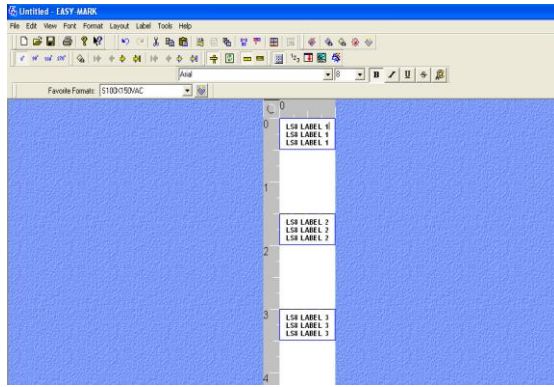 Untitled - EASY-MARK
File Edit View Font Format Layout Label Tools Help
Arial 8 B I U
Favorite Formats: S100X150VAC
0
0
LS8 LABEL 1
LS8 LABEL 1
LS8 LABEL 1
1
LS8 LABEL 2
LS8 LABEL 2
LS8 LABEL 2
2
3
LS8 LABEL 3
LS8 LABEL 3
LS8 LABEL 3
4